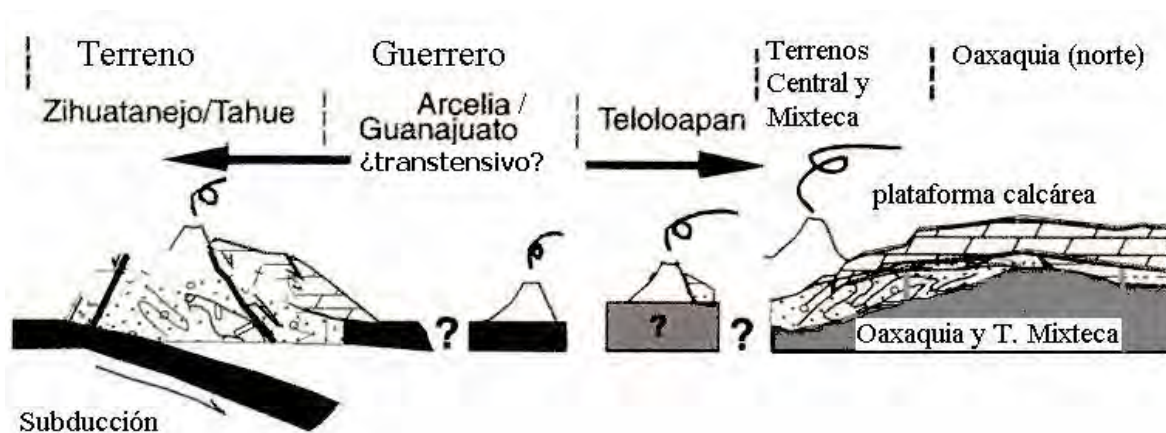 Terreno
Guerrero
Terrenos
Central y
Mixteca
Oaxaquia (norte)
Zihuatanejo/Tahue
Arcelia /
Guanajuato
¿transtensivo?
Teloloapan
plataforma calcárea
?
?
?
Oaxaquia y T. Mixteca
Subducción